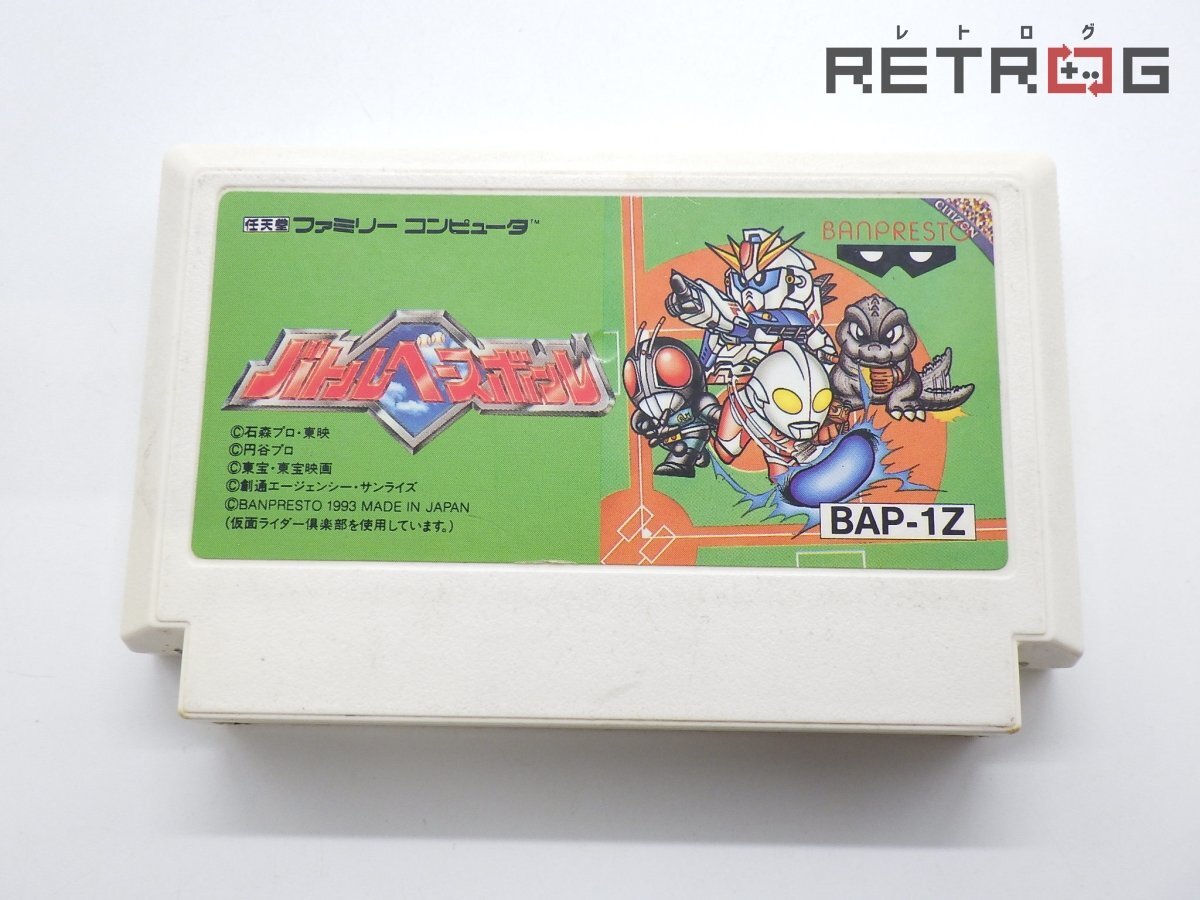 レトログ
RETROG
任天堂 ファミリー コンピュータ™
BANPRESTO
CITIZEN
バトルベースボール
©石森プロ・東映
©円谷プロ
©東宝・東宝映画
©創通エージェンシー・サンライズ
©BANPRESTO 1993 MADE IN JAPAN
(仮面ライダー倶楽部を使用しています。)
BAP-1Z